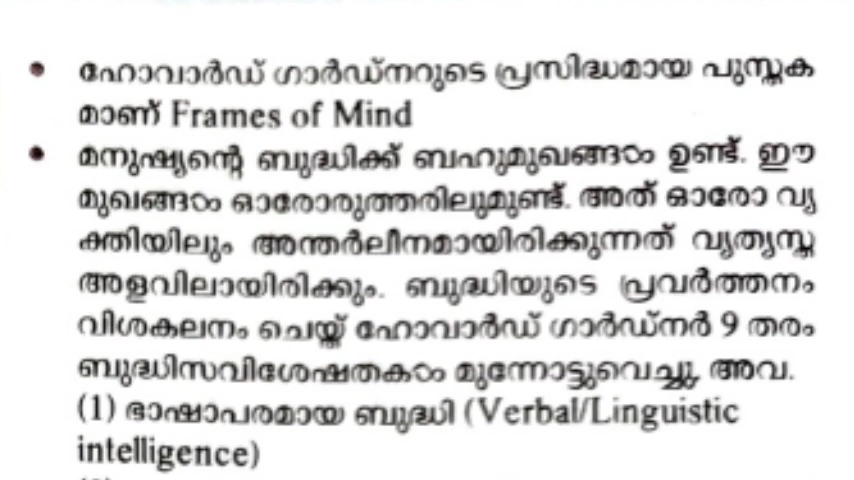 • ഹോവാർഡ് ഗാർഡ്നറുടെ പ്രസിദ്ധമായ പുസ്തക
മാണ് Frames of Mind
• മനുഷ്യന്റെ ബുദ്ധിക്ക് ബഹുമുഖങ്ങൾ ഉണ്ട്. ഈ
മുഖങ്ങൾ ഓരോരുത്തരിലുമുണ്ട്. അത് ഓരോ വ്യ
ക്തിയിലും അന്തർലീനമായിരിക്കുന്നത് വ്യത്യസ്ത
അളവിലായിരിക്കും. ബുദ്ധിയുടെ പ്രവർത്തനം
വിശകലനം ചെയ്ത് ഹോവാർഡ് ഗാർഡ്നർ 9 തരം
ബുദ്ധിസവിശേഷതകൾ മുന്നോട്ടുവെച്ചു. അവ.
(1) ഭാഷാപരമായ ബുദ്ധി (Verbal/Linguistic
intelligence)